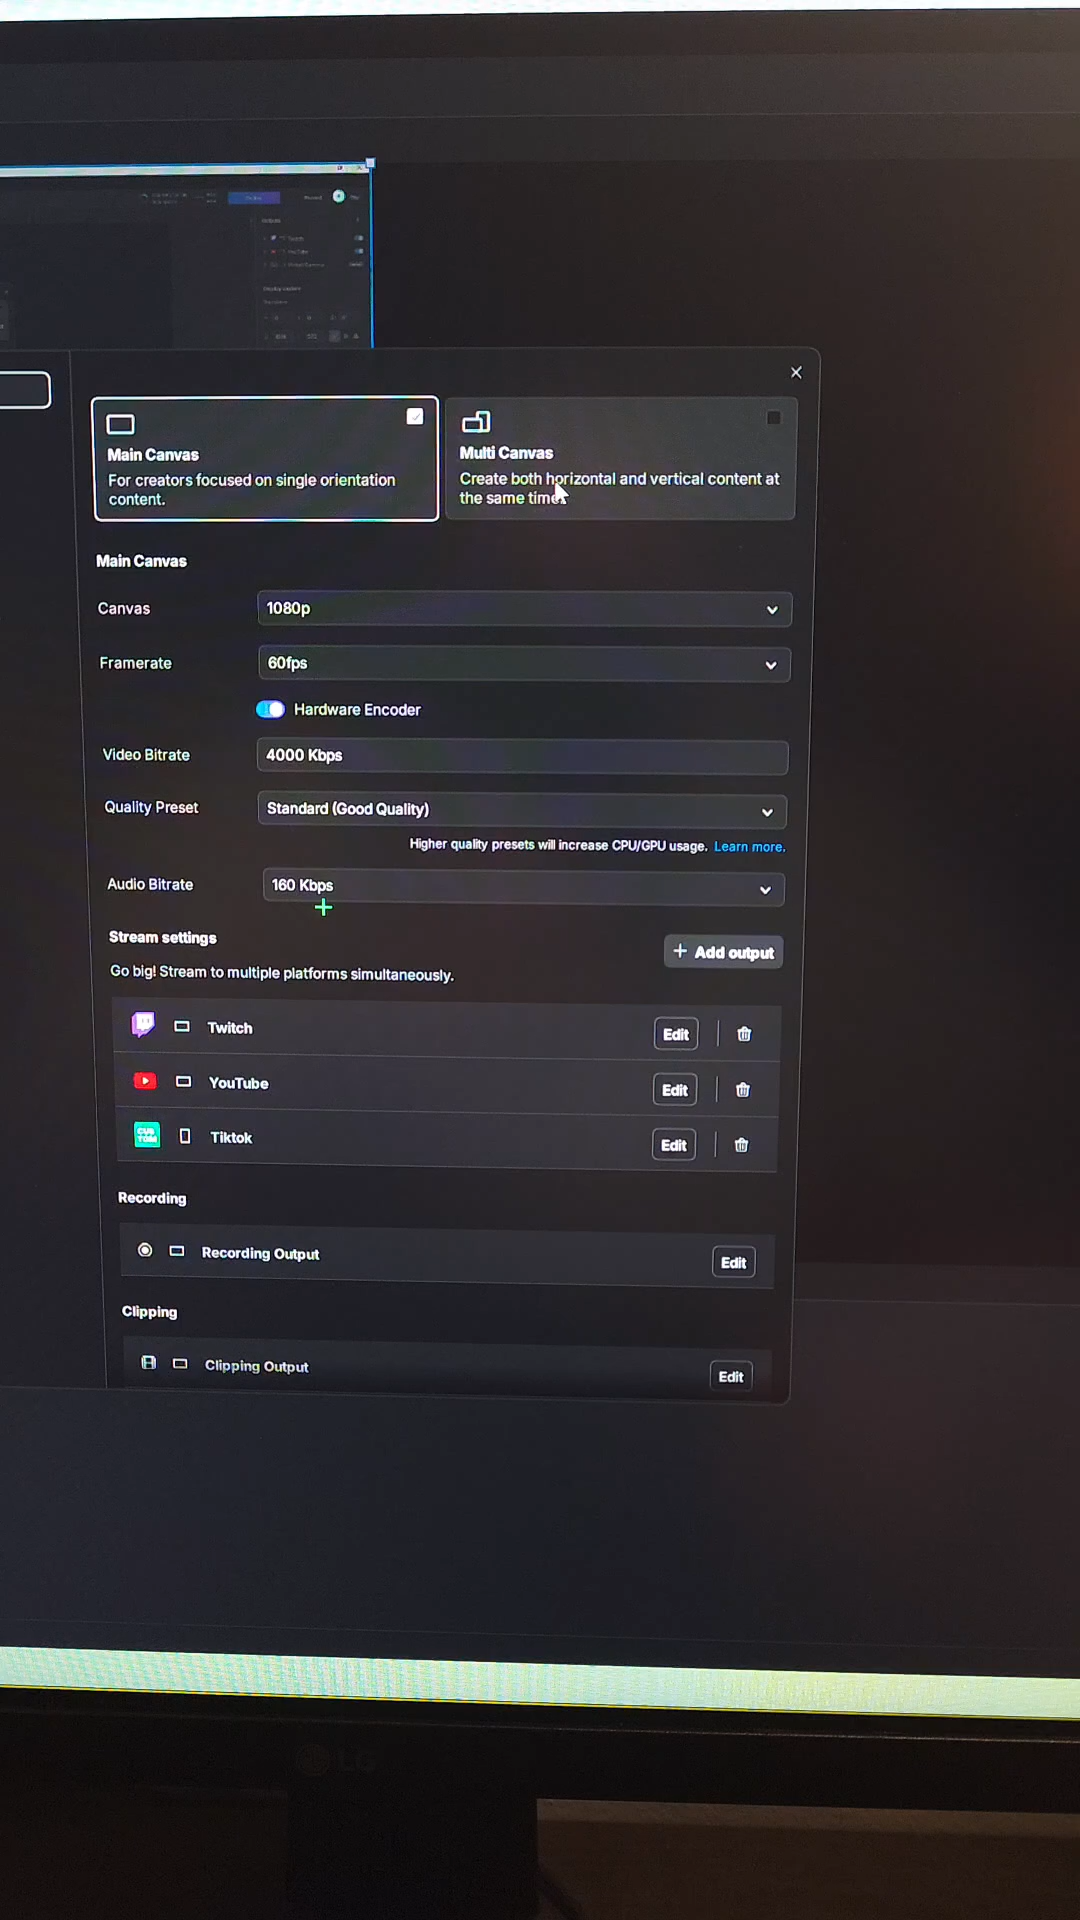 Main Canvas
For creators focused on single orientation
content.
Multi Canvas
Create both horizontal and vertical content at
the same time.
Main Canvas
Canvas
1080p
Framerate
60fps
Hardware Encoder
Video Bitrate
4000 Kbps
Quality Preset
Standard (Good Quality)
Higher quality presets will increase CPU/GPU usage. Learn more.
Audio Bitrate
160 Kbps
Stream settings
+ Add output
Go big! Stream to multiple platforms simultaneously.
Twitch
Edit
YouTube
Edit
CUSTOM
Tiktok
Edit
Recording
Recording Output
Edit
Clipping
Clipping Output
Edit
LG